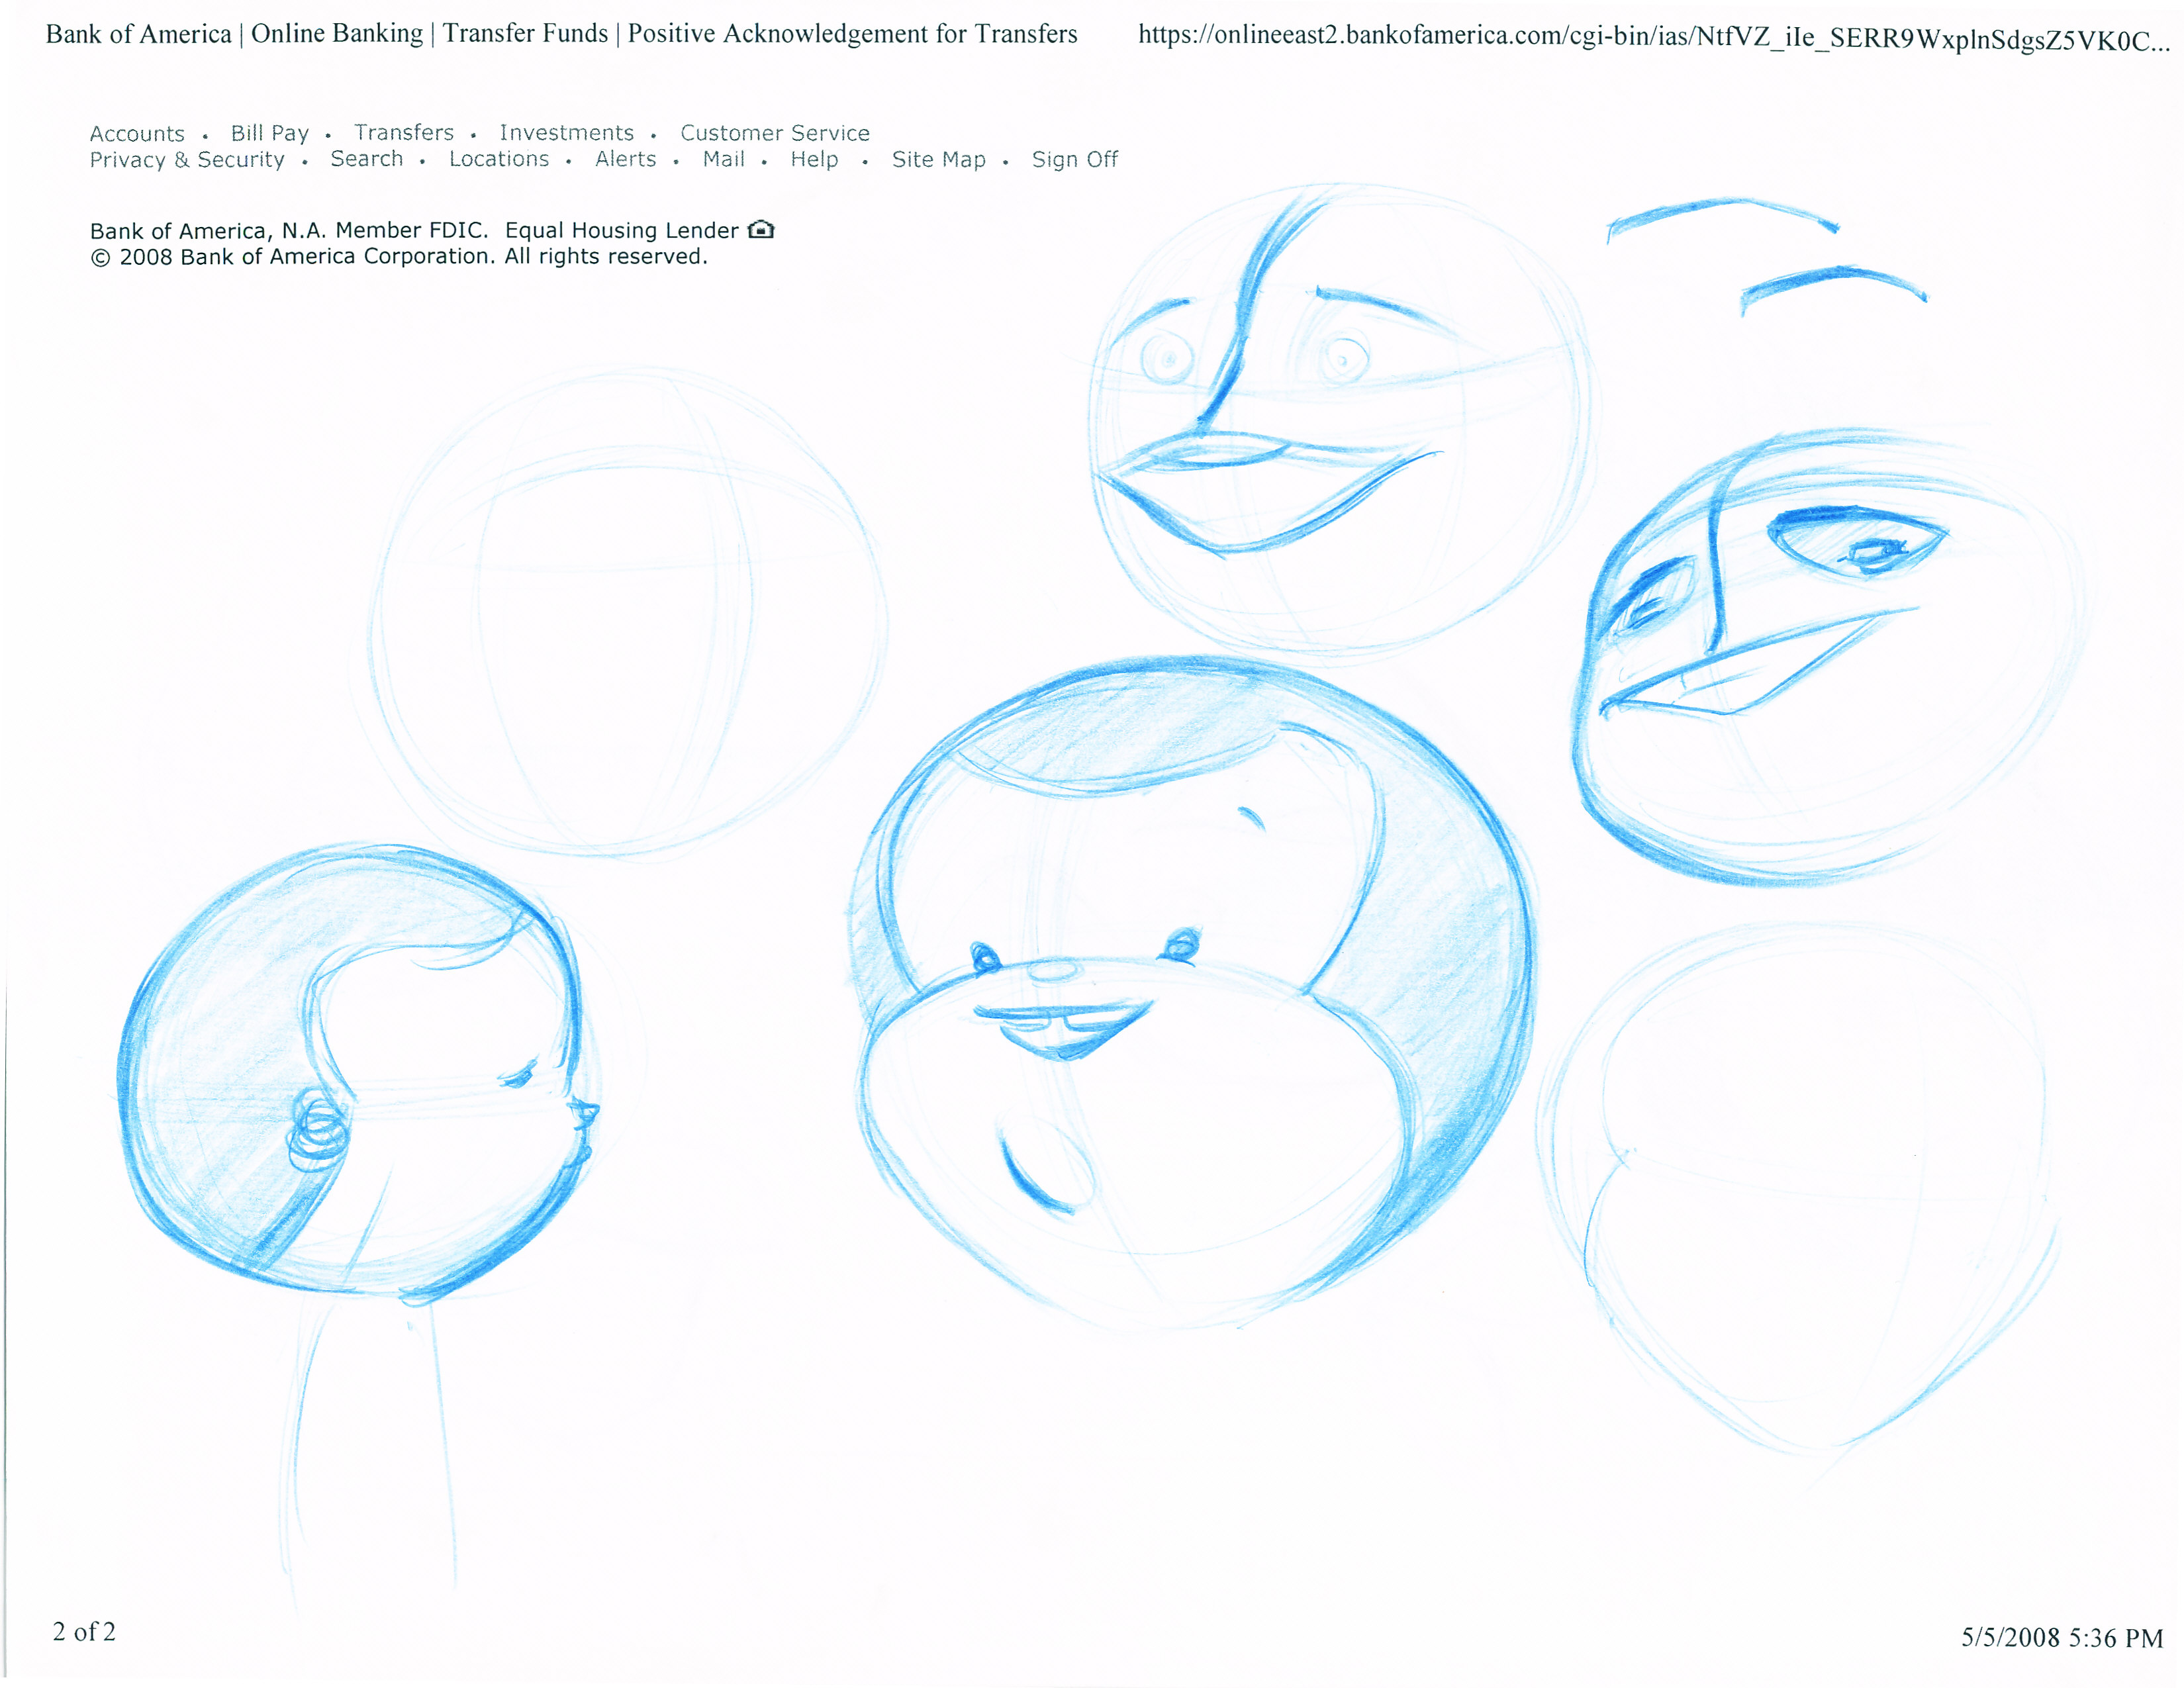 Bank of America | Online Banking | Transfer Funds | Positive Acknowledgement for Transfers https://onlineeast2.bankofamerica.com/cgi-bin/ias/NtfVZ_iIe_SERR9WxplnSdgsZ5VK0C...
Accounts • Bill Pay • Transfers • Investments • Customer Service
Privacy & Security • Search • Locations • Alerts • Mail • Help • Site Map • Sign Off
Bank of America, N.A. Member FDIC. Equal Housing Lender
© 2008 Bank of America Corporation. All rights reserved.
2 of 2
5/5/2008 5:36 PM